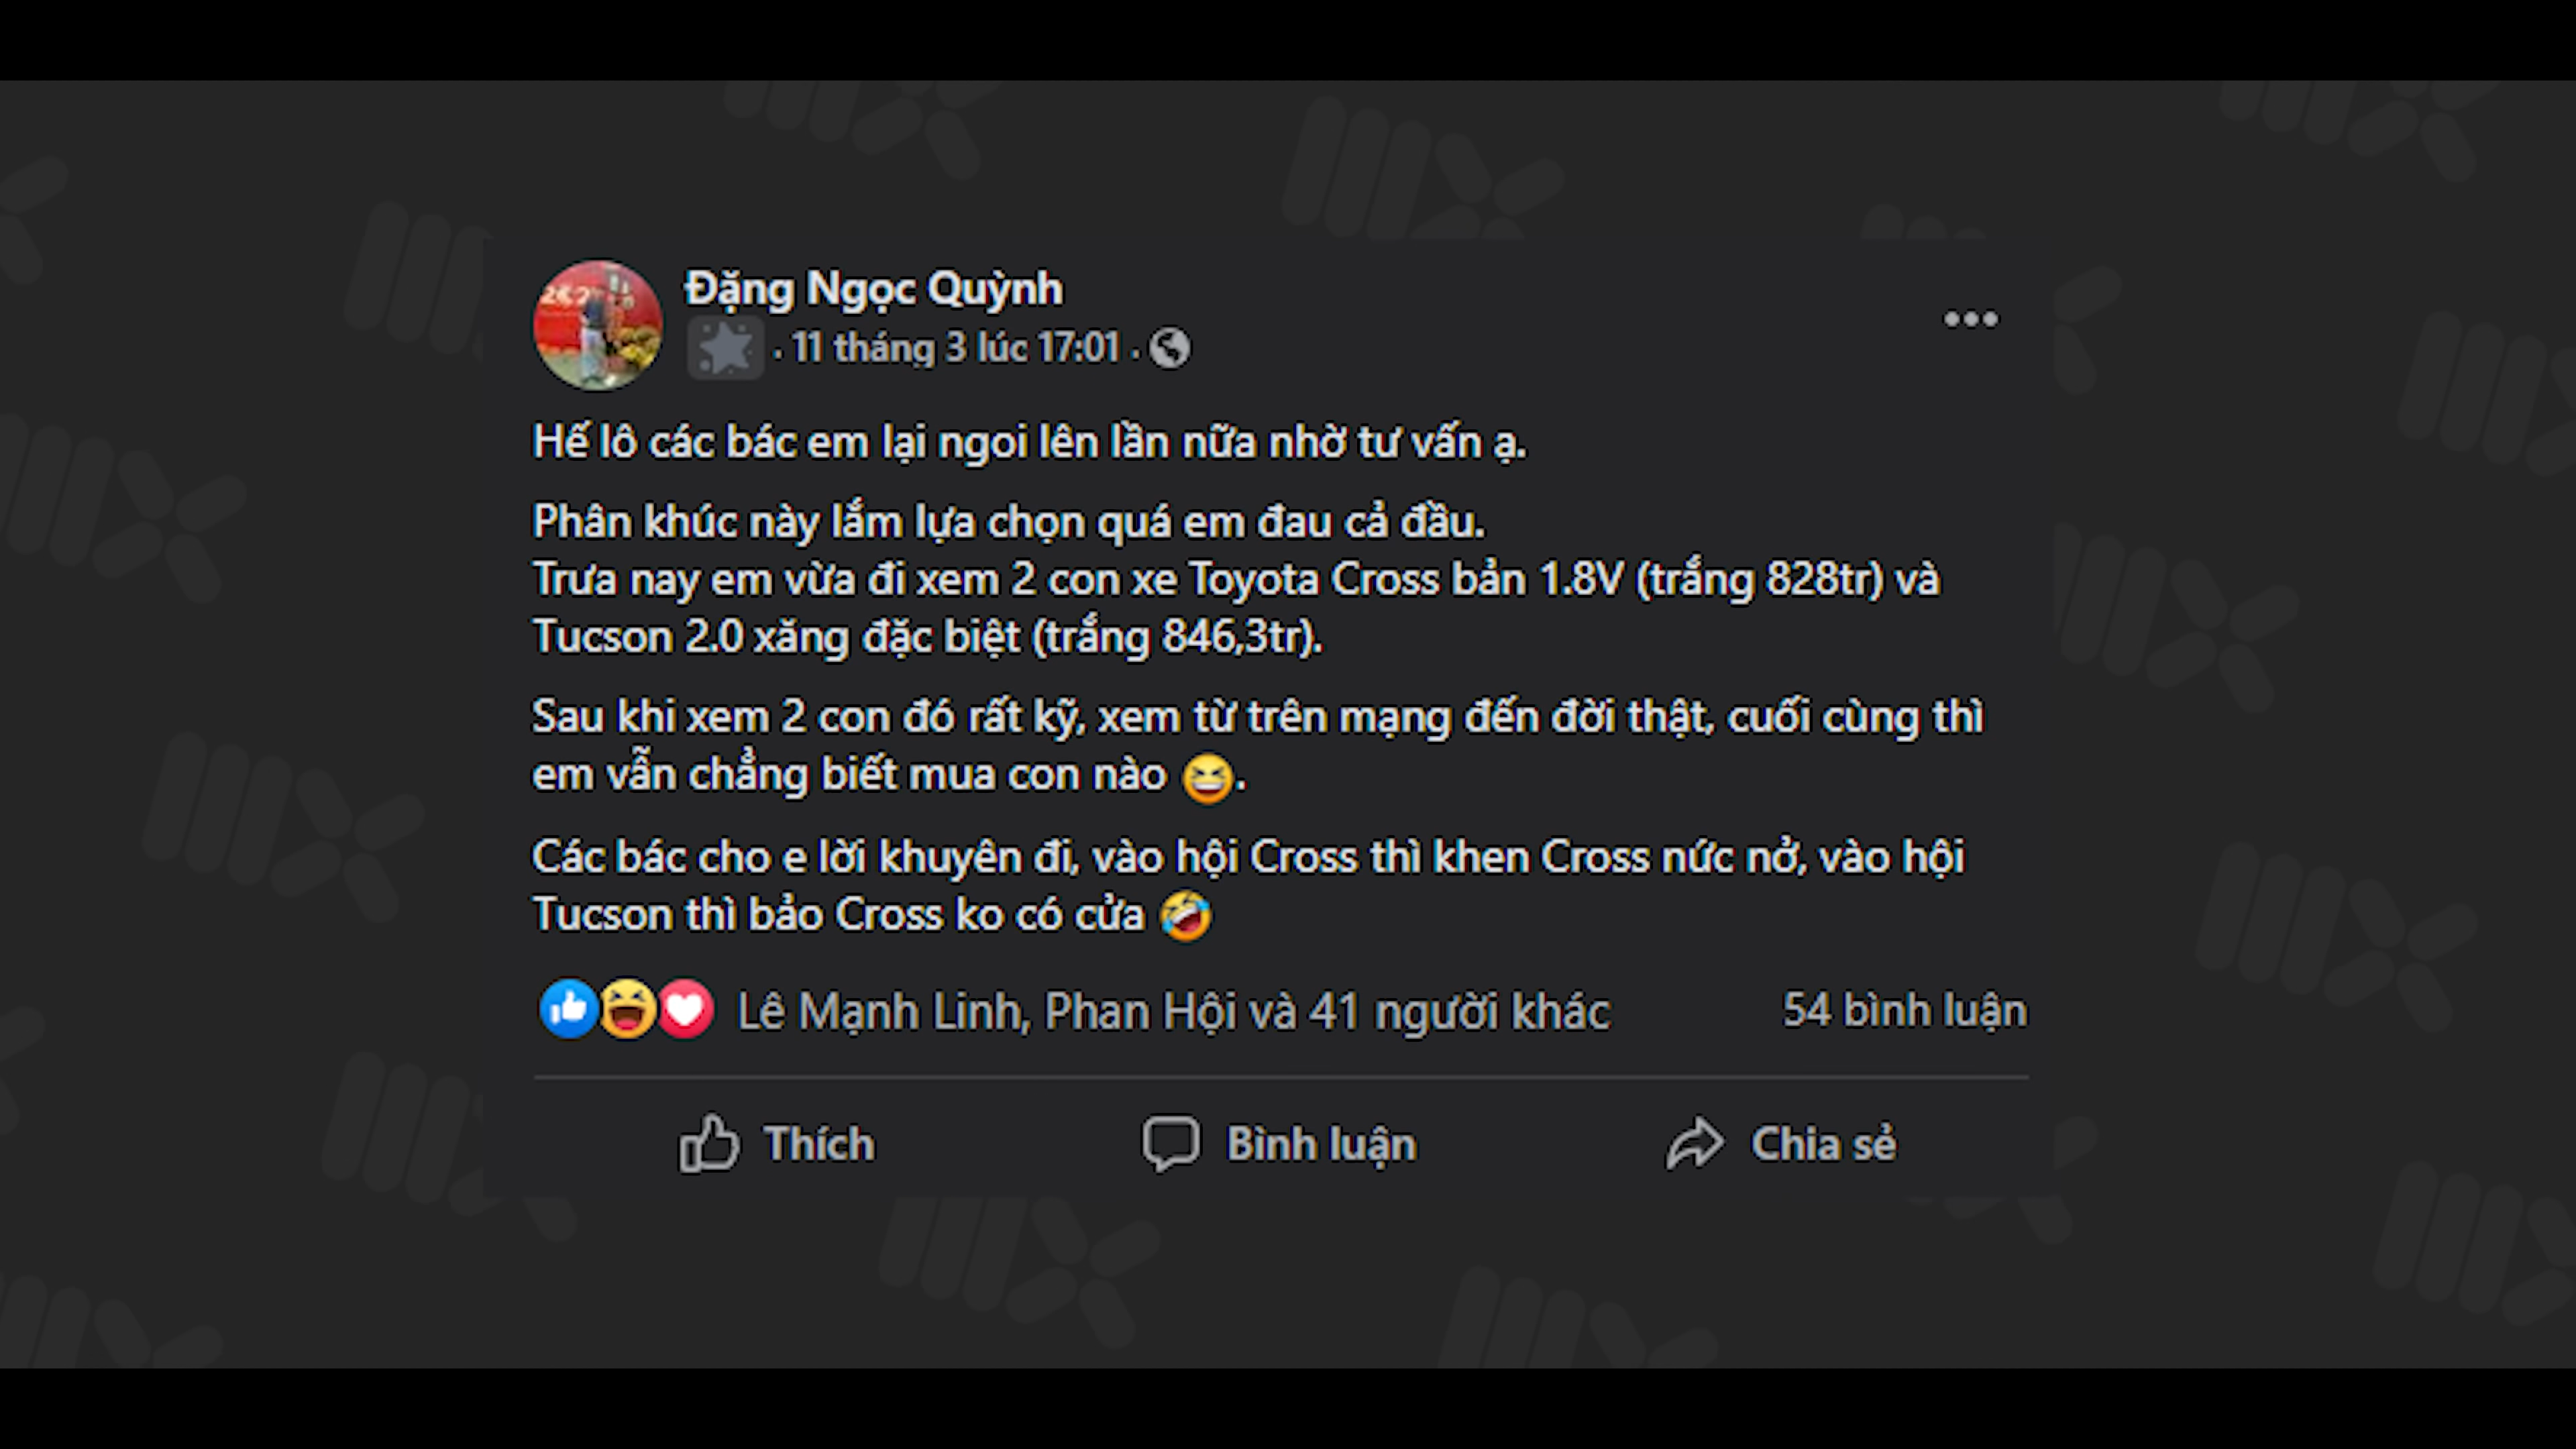 Đặng Ngọc Quỳnh
· 11 tháng 3 lúc 17:01 ·
Hế lô các bác em lại ngoi lên lần nữa nhờ tư vấn ạ.
Phân khúc này lắm lựa chọn quá em đau cả đầu.
Trưa nay em vừa đi xem 2 con xe Toyota Cross bản 1.8V (trắng 828tr) và
Tucson 2.0 xăng đặc biệt (trắng 846,3tr).
Sau khi xem 2 con đó rất kỹ, xem từ trên mạng đến đời thật, cuối cùng thì
em vẫn chẳng biết mua con nào 😆.
Các bác cho e lời khuyên đi, vào hội Cross thì khen Cross nức nở, vào hội
Tucson thì bảo Cross ko có cửa 🤣
Lê Mạnh Linh, Phan Hội và 41 người khác 54 bình luận
Thích Bình luận Chia sẻ